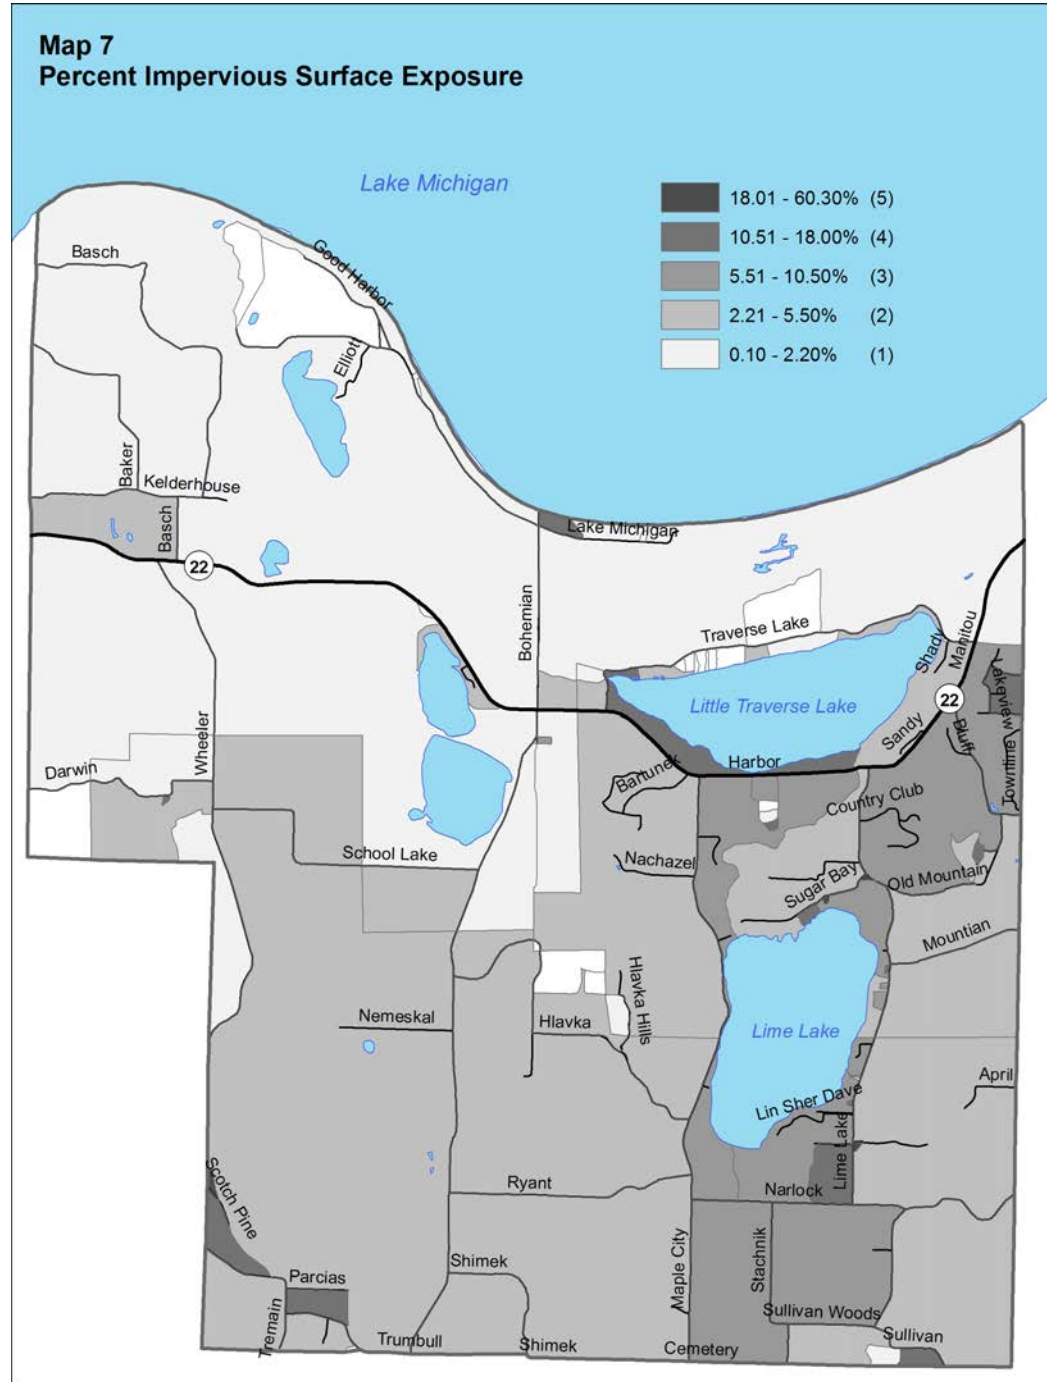 Map 7
Percent Impervious Surface Exposure
Lake Michigan
18.01 - 60.30% (5)
10.51 - 18.00% (4)
5.51 - 10.50% (3)
2.21 - 5.50% (2)
0.10 - 2.20% (1)
Basch
Good Harbor
Elliott
Baker
Kelderhouse
Basch
22
Lake Michigan
Bohemian
Traverse Lake
Shady
Manitou
Lakeview
Little Traverse Lake
22
Wheeler
Sandy
Bluff
Townline
Darwin
Bartunek
Harbor
Country Club
School Lake
Nachazel
Sugar Bay
Old Mountain
Mountian
Hlavka Hills
Nemeskal
Hlavka
Lime Lake
April
Lin Sher Dave
Lime Lake
Scotch Pine
Ryant
Narlock
Shimek
Maple City
Stachnik
Parcias
Tremain
Sullivan Woods
Trumbull
Shimek
Cemetery
Sullivan